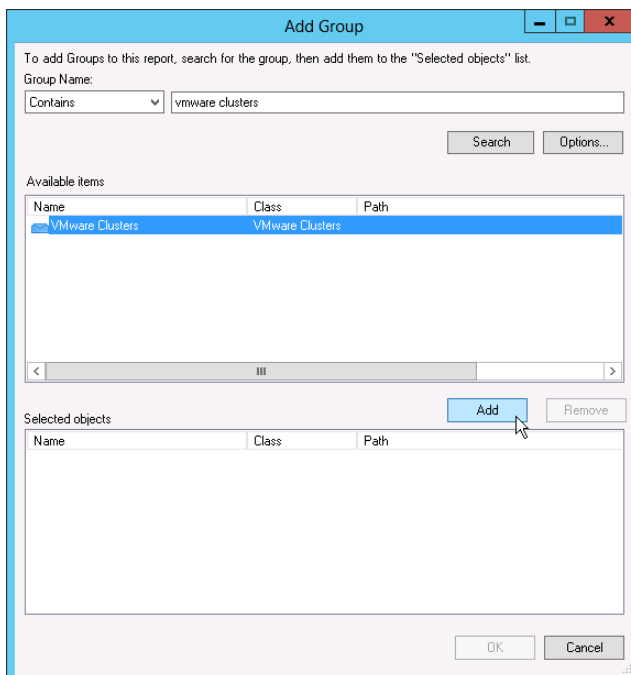 Add Group
To add Groups to this report, search for the group, then add them to the "Selected objects" list.
Group Name:
Contains vmware clusters
Search Options...
Available items
Name Class Path
VMware Clusters VMware Clusters
Add Remove
Selected objects
Name Class Path
OK Cancel